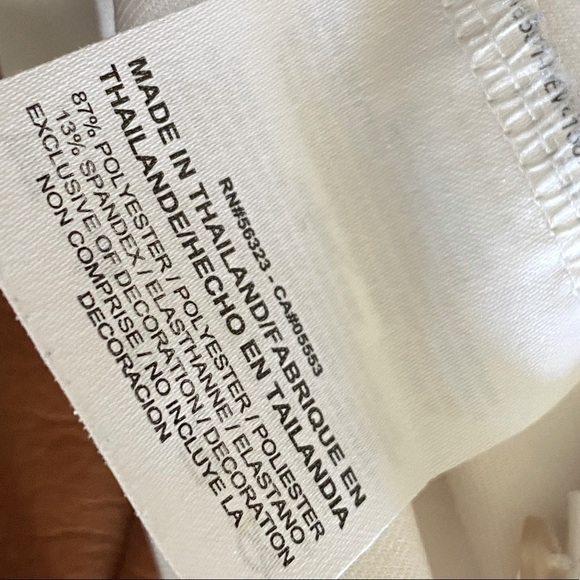 RN#56323 - CA#05553
MADE IN THAILAND/FABRIQUE EN
THAILANDE/HECHO EN TAILANDIA
87% POLYESTER / POLYESTER / POLIESTER
13% SPANDEX / ELASTHANNE / ELASTANO
EXCLUSIVE OF DECORATION / DECORATION
NON COMPRISE / NO INCLUYE LA
DECORACION